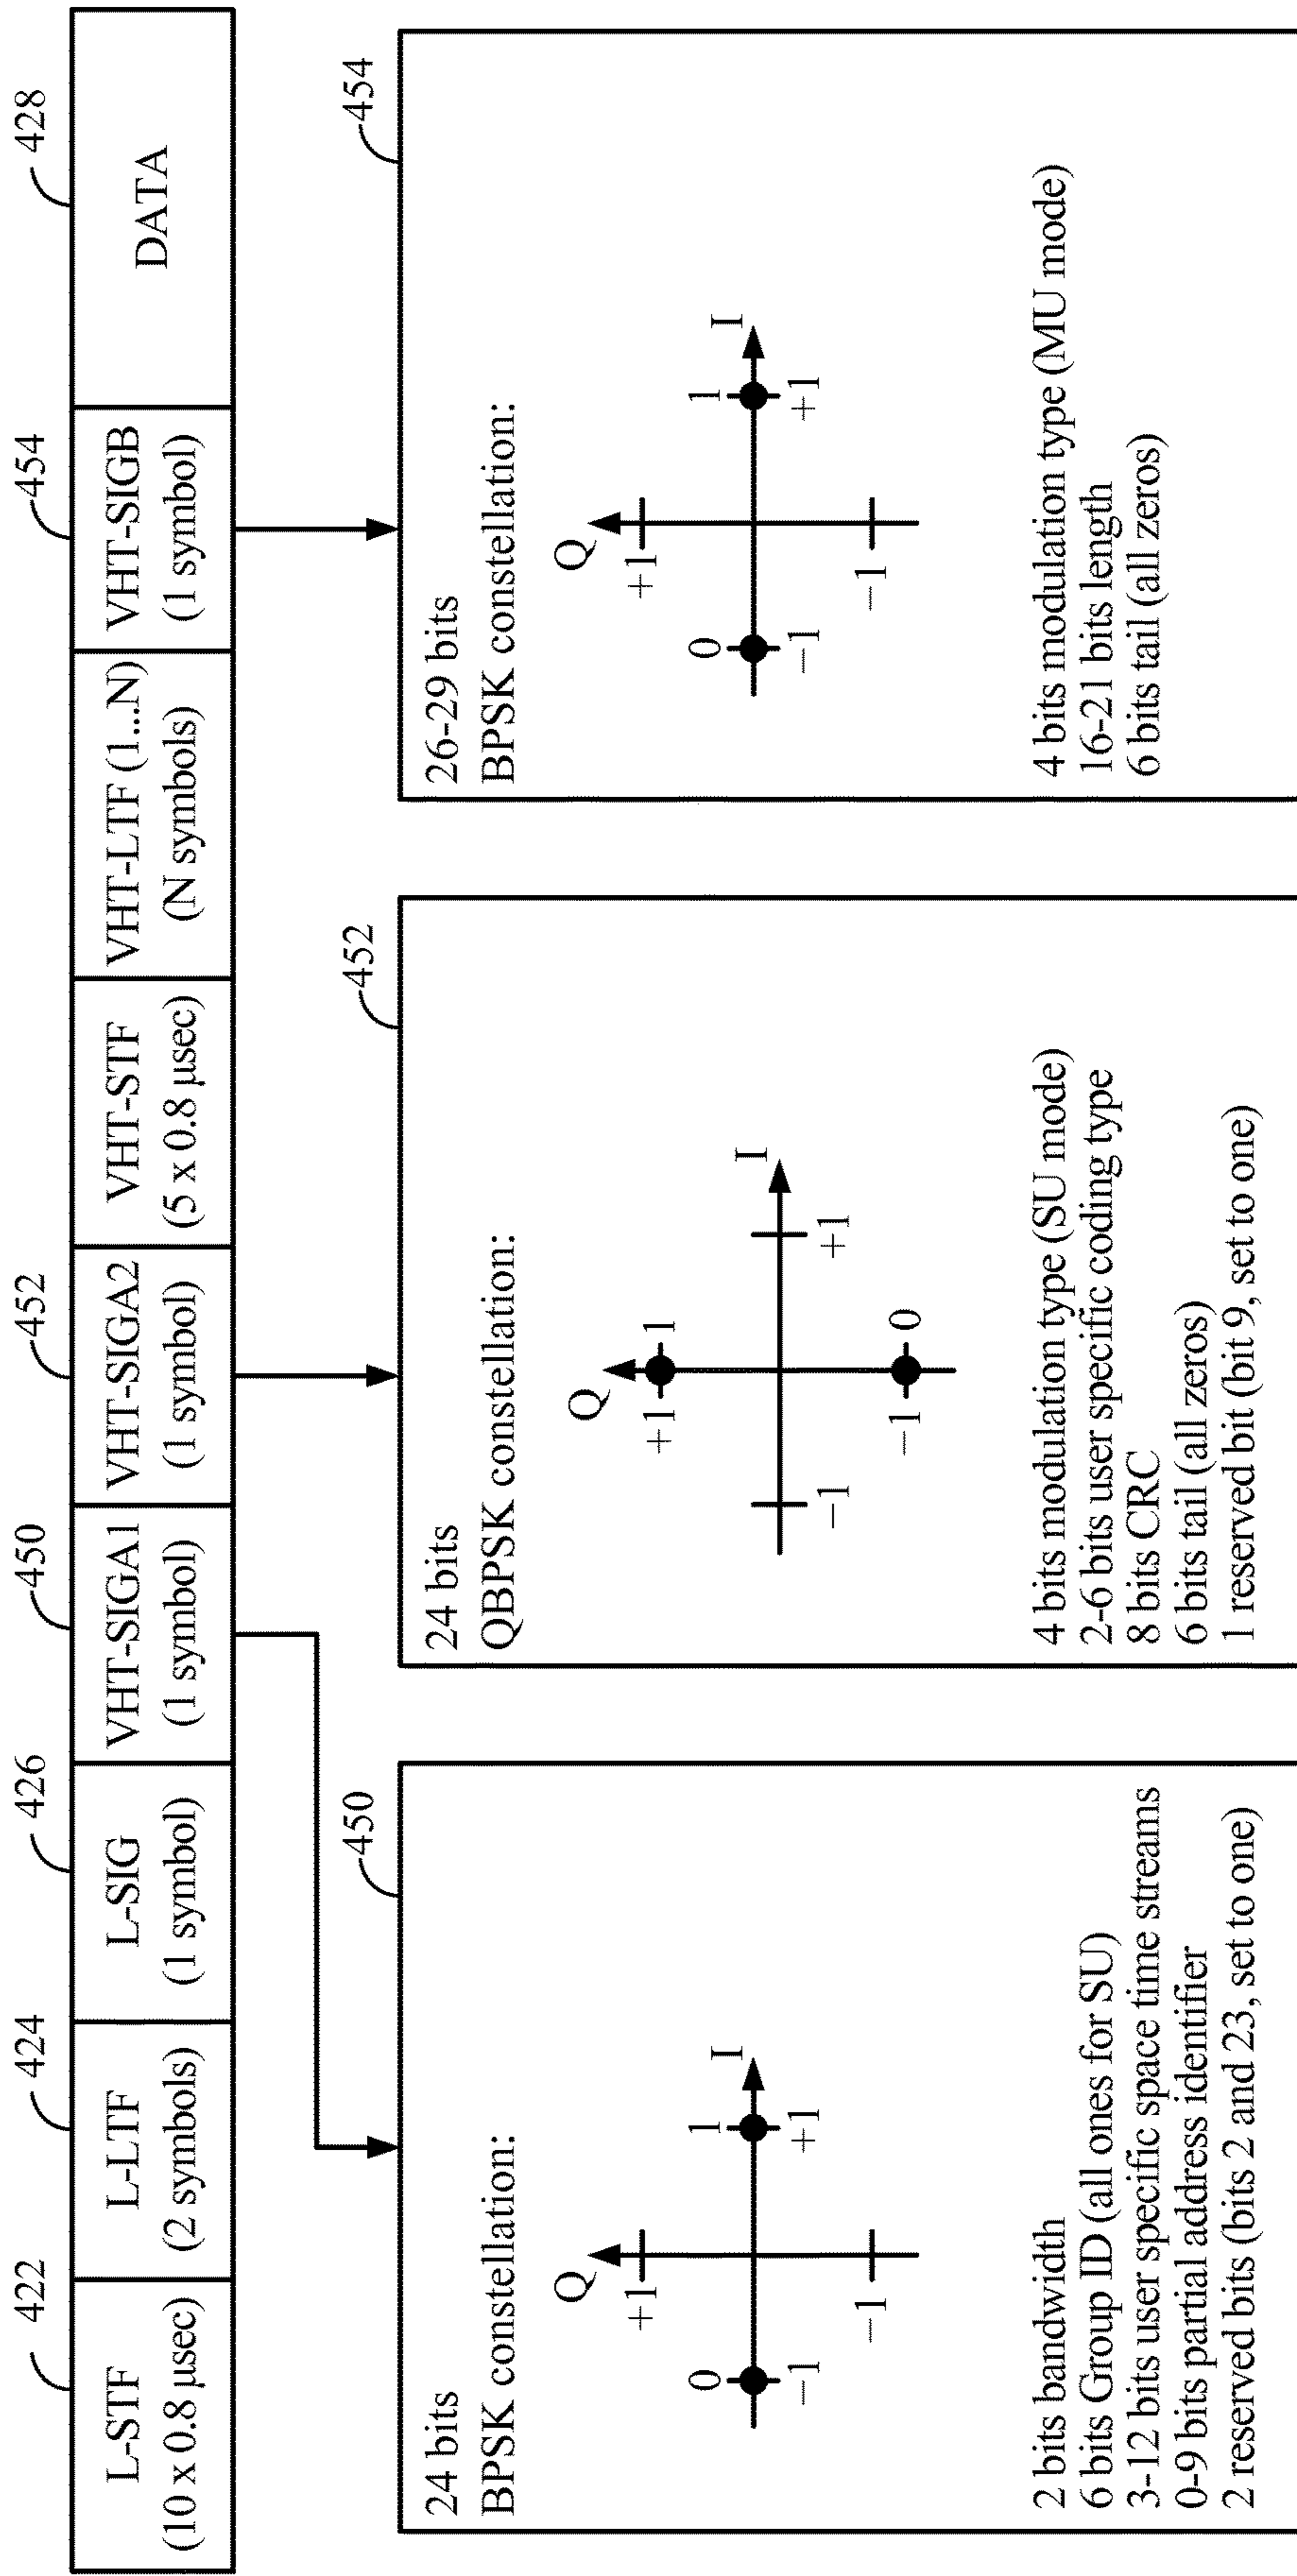 422
424
426
450
452
454
428
L-STF
(10 x 0.8 μsec)
L-LTF
(2 symbols)
L-SIG
(1 symbol)
VHT-SIGA1
(1 symbol)
VHT-SIGA2
(1 symbol)
VHT-STF
(5 x 0.8 μsec)
VHT-LTF (1...N)
(N symbols)
VHT-SIGB
(1 symbol)
DATA
450
24 bits
BPSK constellation:
Q
+1
0
1
I
−1
+1
−1
2 bits bandwidth
6 bits Group ID (all ones for SU)
3-12 bits user specific space time streams
0-9 bits partial address identifier
2 reserved bits (bits 2 and 23, set to one)
452
24 bits
QBPSK constellation:
Q
+1
1
I
−1
+1
−1
0
4 bits modulation type (SU mode)
2-6 bits user specific coding type
8 bits CRC
6 bits tail (all zeros)
1 reserved bit (bit 9, set to one)
454
26-29 bits
BPSK constellation:
Q
+1
0
1
I
−1
+1
−1
4 bits modulation type (MU mode)
16-21 bits length
6 bits tail (all zeros)